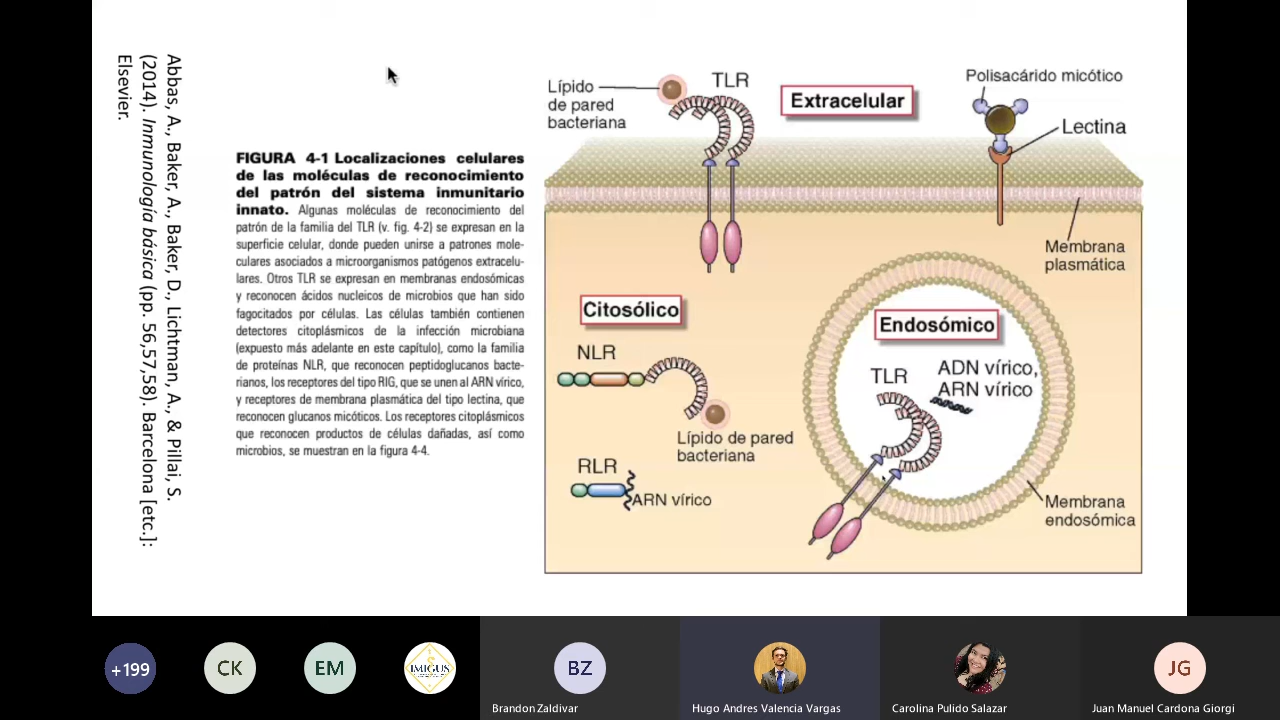 Abbas, A., Baker, A., Baker, D., Lichtman, A., & Pillai, S.
(2014). Inmunología básica (pp. 56,57,58). Barcelona [etc.]:
Elsevier.
FIGURA 4-1 Localizaciones celulares
de las moléculas de reconocimiento
del patrón del sistema inmunitario
innato. Algunas moléculas de reconocimiento del
patrón de la familia del TLR (v. fig. 4-2) se expresan en la
superficie celular, donde pueden unirse a patrones mole-
culares asociados a microorganismos patógenos extracelu-
lares. Otros TLR se expresan en membranas endosómicas
y reconocen ácidos nucleicos de microbios que han sido
fagocitados por células. Las células también contienen
detectores citoplásmicos de la infección microbiana
(expuesto más adelante en este capítulo), como la familia
de proteínas NLR, que reconocen peptidoglucanos bacte-
rianos, los receptores del tipo RIG, que se unen al ARN vírico,
y receptores de membrana plasmática del tipo lectina, que
reconocen glucanos micóticos. Los receptores citoplásmicos
que reconocen productos de células dañadas, así como
microbios, se muestran en la figura 4-4.
Lípido
de pared
bacteriana
TLR
Extracelular
Polisacárido micótico
Lectina
Membrana
plasmática
Citosólico
NLR
Lípido de pared
bacteriana
RLR
ARN vírico
Endosómico
TLR
ADN vírico,
ARN vírico
Membrana
endosómica
+199
CK
EM
IMIGUS
BZ
Brandon Zaldivar
Hugo Andres Valencia Vargas
Carolina Pulido Salazar
JG
Juan Manuel Cardona Giorgi